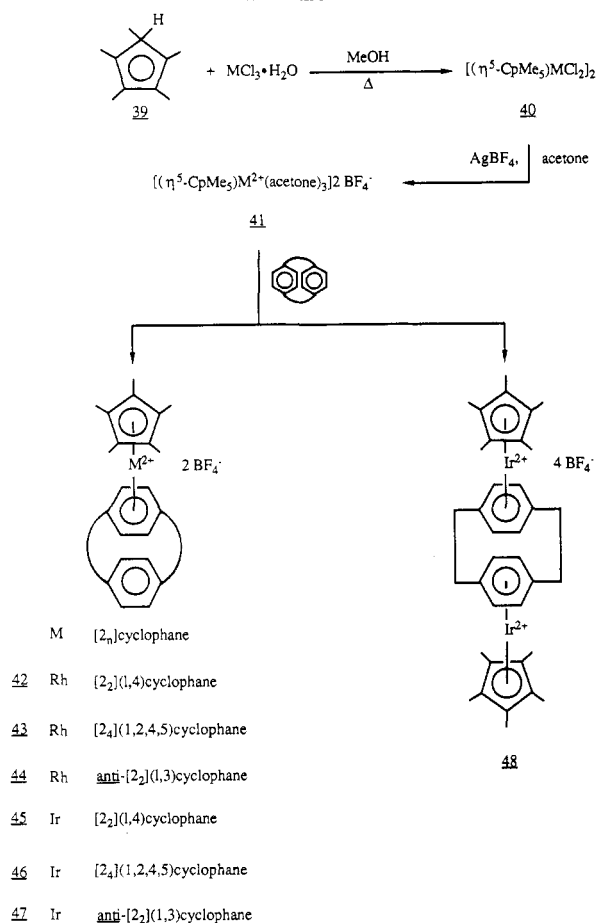 H
39
+ MCl₃•H₂O
MeOH
Δ
[(η⁵-CpMe₅)MCl₂]₂
40
AgBF₄, acetone
[(η⁵-CpMe₅)M²⁺(acetone)₃]2 BF₄⁻
41
M²⁺ 2 BF₄⁻
Ir²⁺ 4 BF₄⁻
Ir²⁺
48
M [2ₙ]cyclophane
42 Rh [2₂](1,4)cyclophane
43 Rh [2₄](1,2,4,5)cyclophane
44 Rh anti-[2₂](1,3)cyclophane
45 Ir [2₂](1,4)cyclophane
46 Ir [2₄](1,2,4,5)cyclophane
47 Ir anti-[2₂](1,3)cyclophane